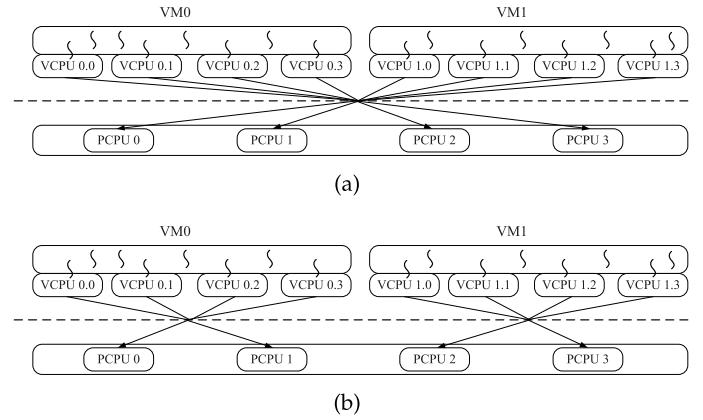 VM0 VM1
VCPU 0.0 VCPU 0.1 VCPU 0.2 VCPU 0.3 VCPU 1.0 VCPU 1.1 VCPU 1.2 VCPU 1.3
PCPU 0 PCPU 1 PCPU 2 PCPU 3
(a)
VM0 VM1
VCPU 0.0 VCPU 0.1 VCPU 0.2 VCPU 0.3 VCPU 1.0 VCPU 1.1 VCPU 1.2 VCPU 1.3
PCPU 0 PCPU 1 PCPU 2 PCPU 3
(b)